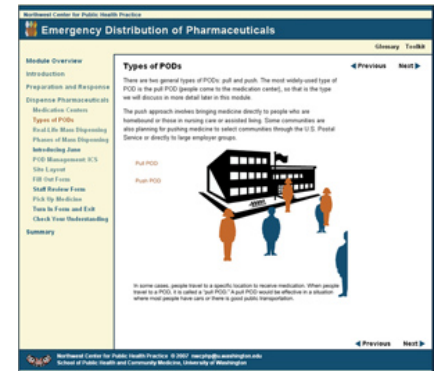 Northwest Center for Public Health Practice
Emergency Distribution of Pharmaceuticals
Glossary Toolkit
Module Overview
Introduction
Preparation and Response
Dispense Pharmaceuticals
Medication Centers
Types of PODs
Real Life Mass Dispensing
Phases of Mass Dispensing
Introducing Jane
POD Management: ICS
Site Layout
Fill Out Form
Staff Review Form
Pick Up Medicine
Turn In Form and Exit
Check Your Understanding
Summary
Types of PODs
Previous Next
There are two general types of PODs: pull and push. The most widely-used type
of POD is the pull POD (people come to the medication center), so that is the type
we will discuss in more detail later in this module.
The push approach involves bringing medicine directly to people who are
homebound or those in nursing care or assisted living. Some communities are
also planning for pushing medicine to select communities through the U.S. Postal
Service or directly to large employer groups.
Pull POD
Push POD
In some cases, people travel to a specific location to receive medication. When people
travel to a POD, it is called a "pull POD." A pull POD would be effective in a situation
where most people have cars or there is good public transportation.
Previous Next
Northwest Center for Public Health Practice © 2007 nwcphp@u.washington.edu
School of Public Health and Community Medicine, University of Washington